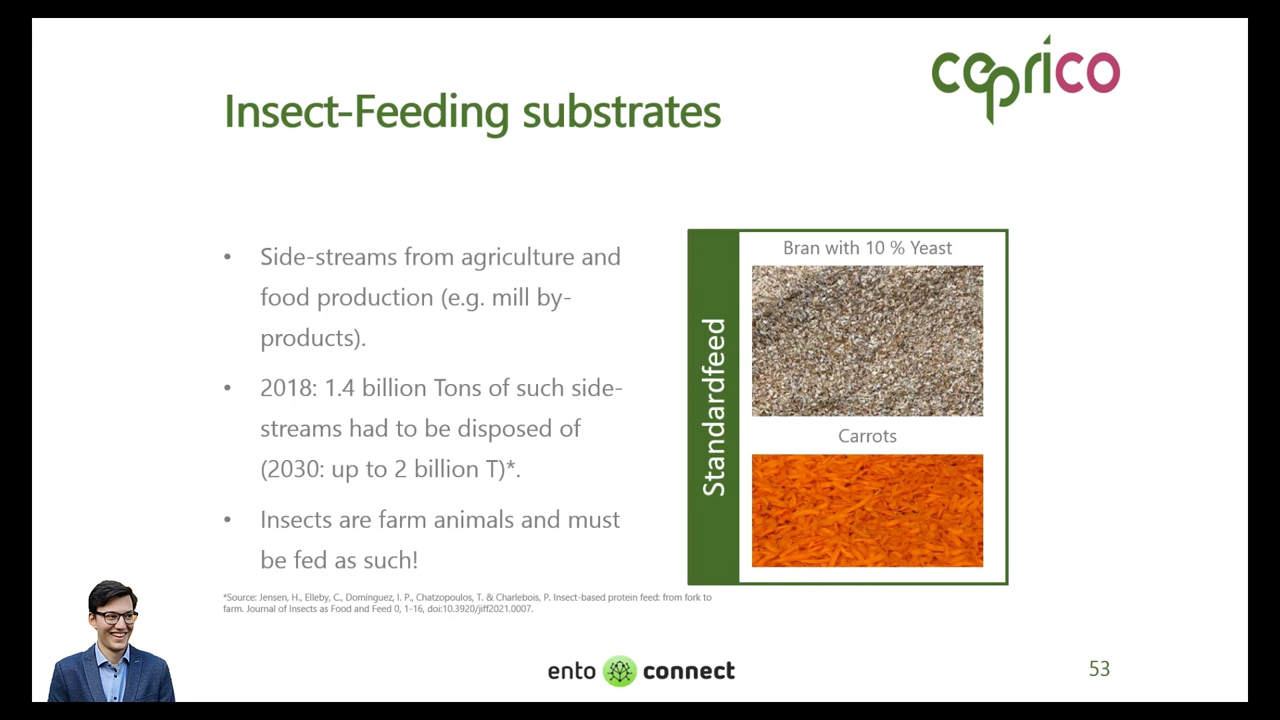 ceprico
Insect-Feeding substrates
• Side-streams from agriculture and
food production (e.g. mill by-
products).
• 2018: 1.4 billion Tons of such side-
streams had to be disposed of
(2030: up to 2 billion T)*.
• Insects are farm animals and must
be fed as such!
Standardfeed
Bran with 10 % Yeast
Carrots
*Source: Jensen, H., Elleby, C., Domínguez, I. P., Chatzopoulos, T. & Charlebois, P. Insect-based protein feed: from fork to
farm. Journal of Insects as Food and Feed 0, 1-16, doi:10.3920/jiff2021.0007.
ento connect
53